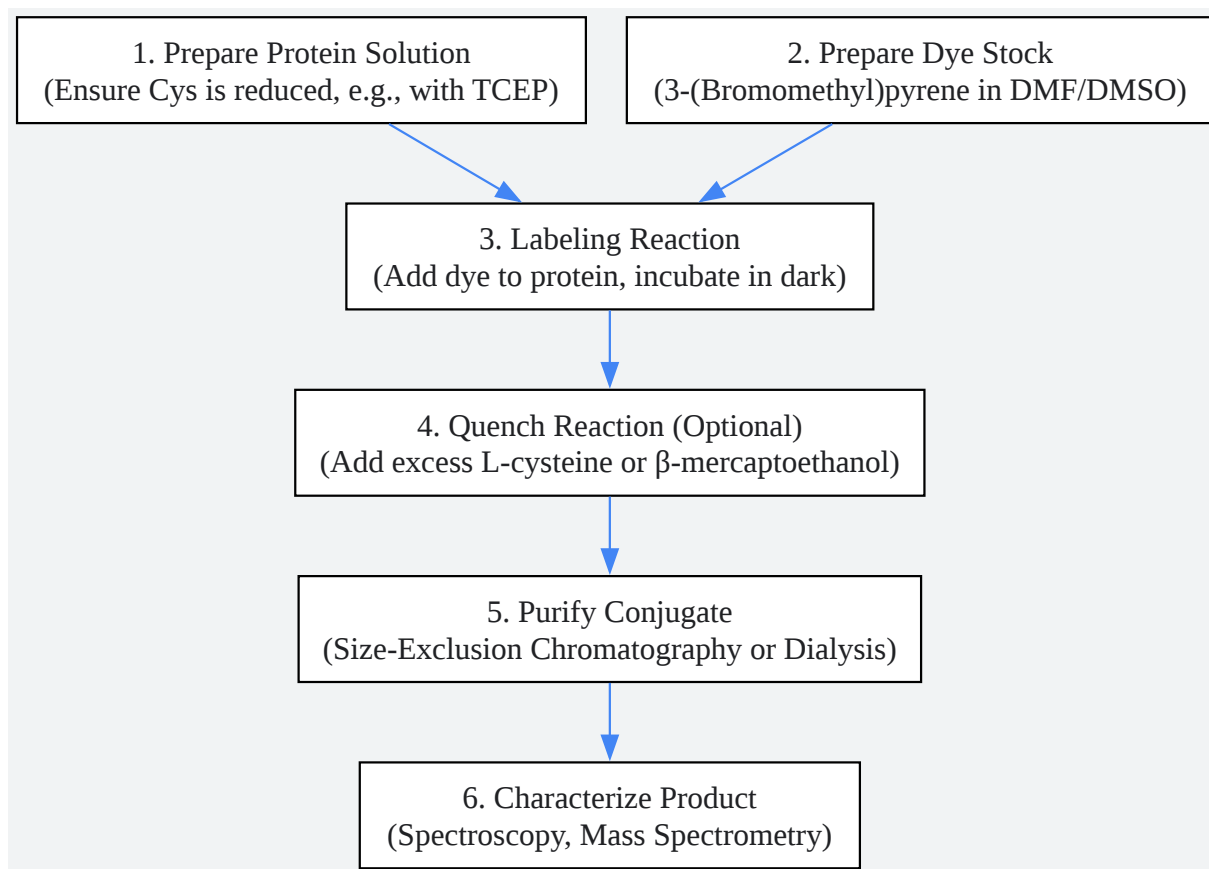 1. Prepare Protein Solution
(Ensure Cys is reduced, e.g., with TCEP)
2. Prepare Dye Stock
(3-(Bromomethyl)pyrene in DMF/DMSO)
3. Labeling Reaction
(Add dye to protein, incubate in dark)
4. Quench Reaction (Optional)
(Add excess L-cysteine or β-mercaptoethanol)
5. Purify Conjugate
(Size-Exclusion Chromatography or Dialysis)
6. Characterize Product
(Spectroscopy, Mass Spectrometry)